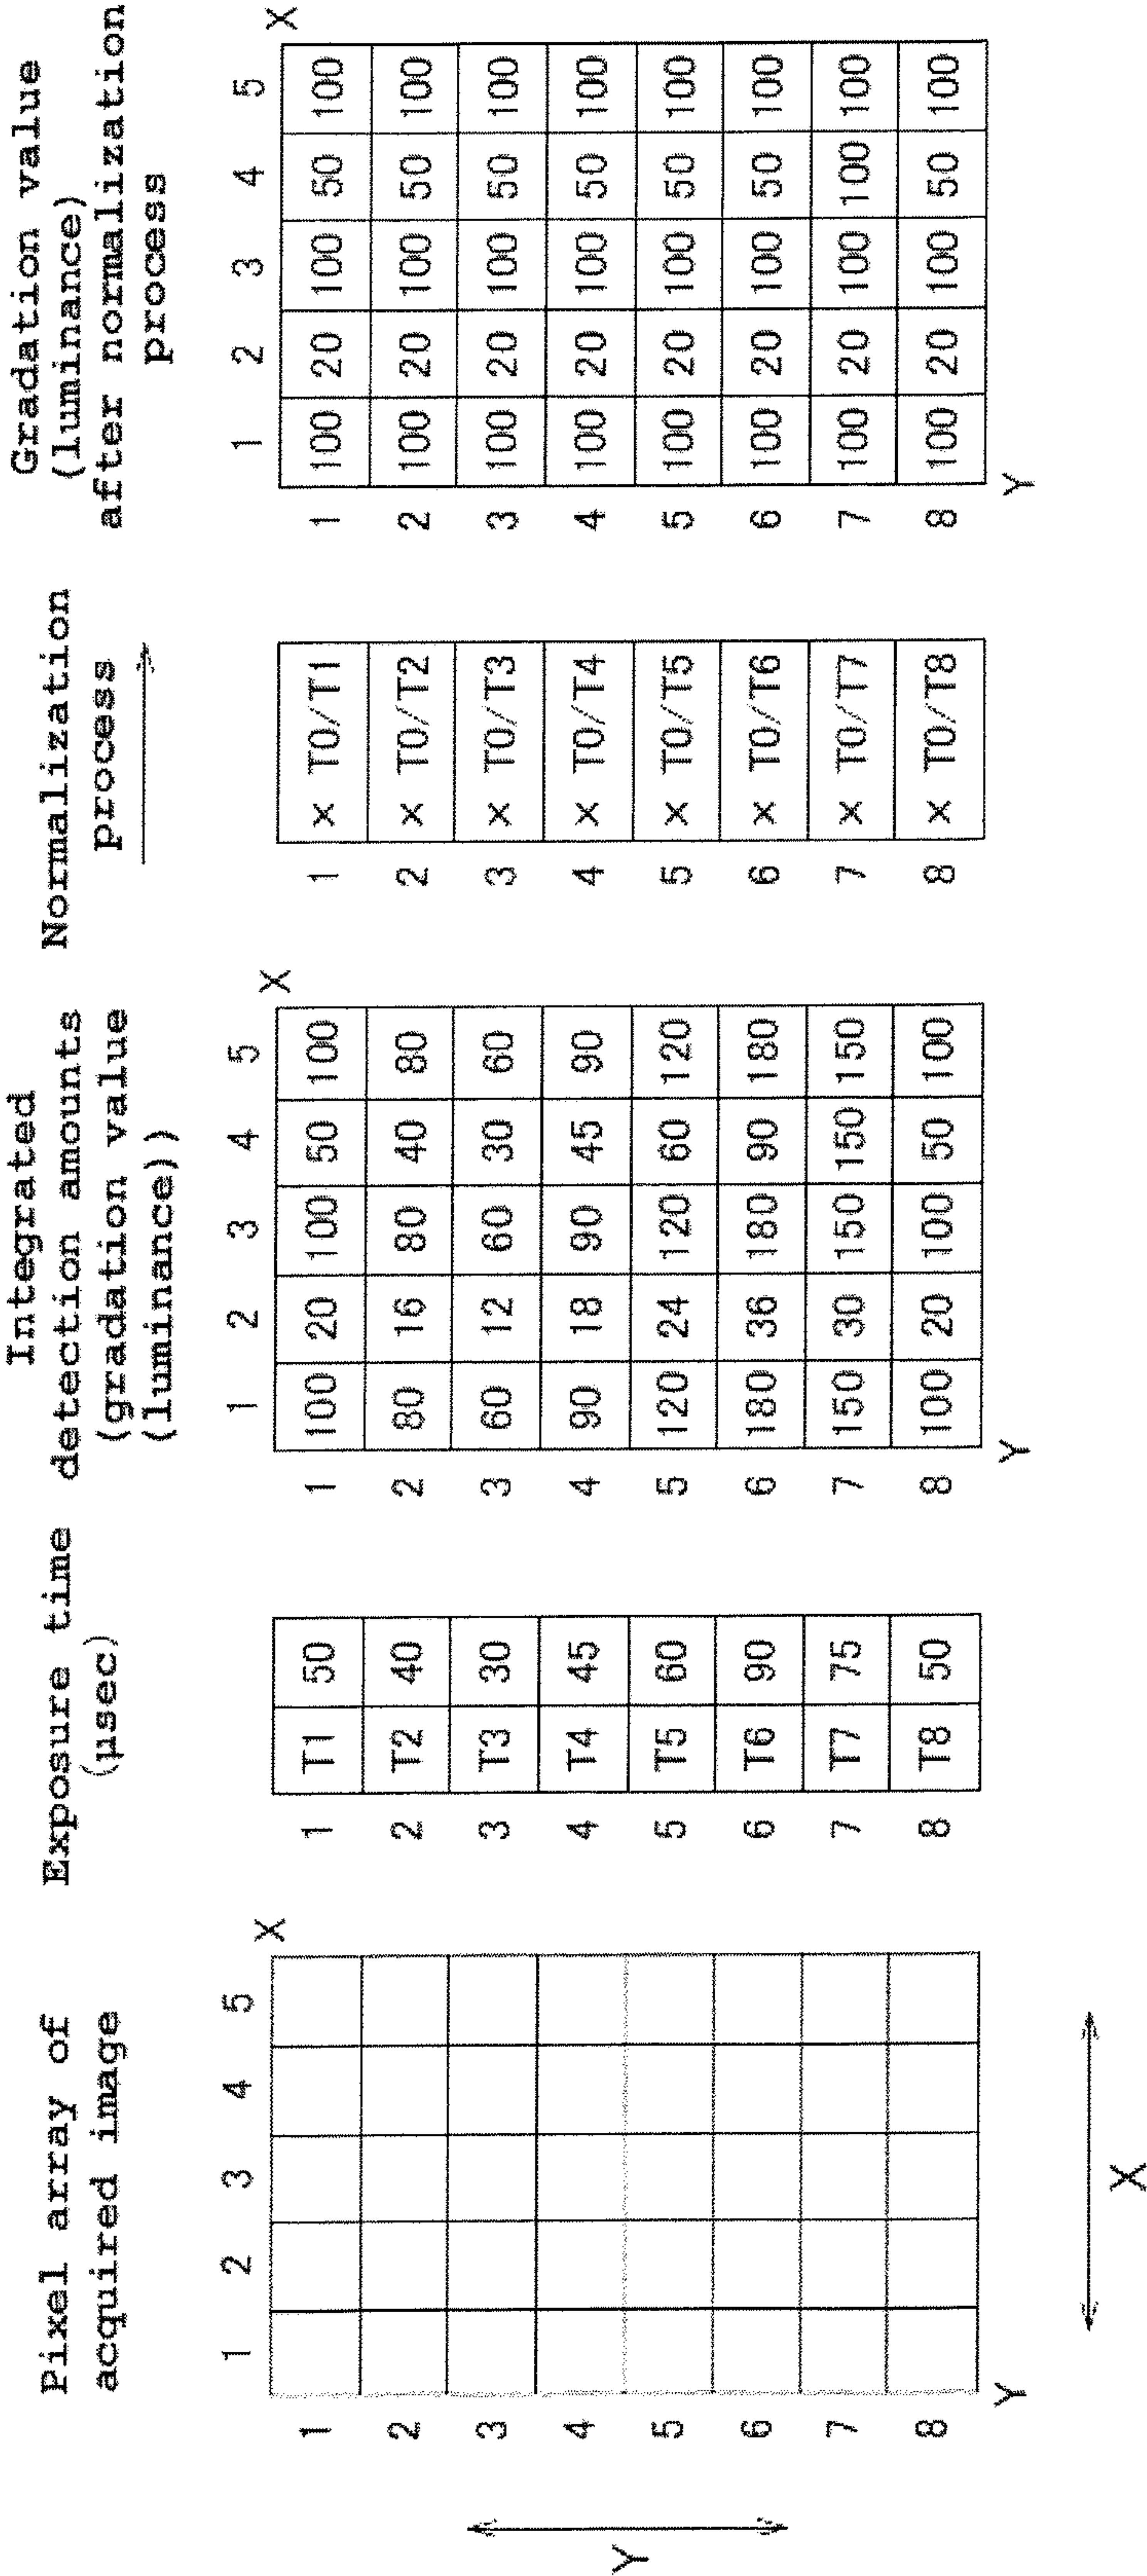 Pixel array of
acquired image
1 2 3 4 5 X
1
2
3
4
5
6
7
8
Y
Y
X
Exposure time
(μsec)
1 T1 50
2 T2 40
3 T3 30
4 T4 45
5 T5 60
6 T6 90
7 T7 75
8 T8 50
Integrated
detection amounts
(gradation value
(luminance))
1 2 3 4 5 X
1 100 20 100 50 100
2 80 16 80 40 80
3 60 12 60 30 60
4 90 18 90 45 90
5 120 24 120 60 120
6 180 36 180 90 180
7 150 30 150 150 150
8 100 20 100 50 100
Y
Normalization
process
1 × T0/T1
2 × T0/T2
3 × T0/T3
4 × T0/T4
5 × T0/T5
6 × T0/T6
7 × T0/T7
8 × T0/T8
Gradation value
(luminance)
after normalization
process
1 2 3 4 5 X
1 100 20 100 50 100
2 100 20 100 50 100
3 100 20 100 50 100
4 100 20 100 50 100
5 100 20 100 50 100
6 100 20 100 50 100
7 100 20 100 100 100
8 100 20 100 50 100
Y